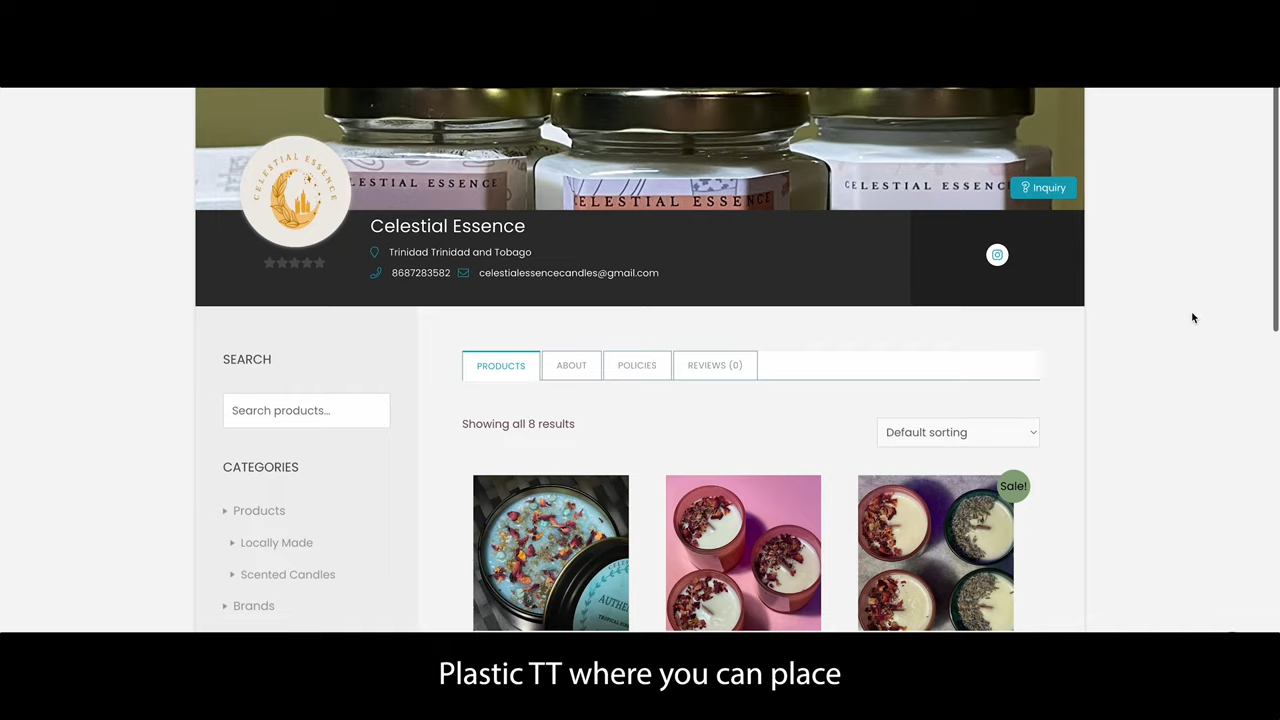 CELESTIAL ESSENCE
ELESTIAL ESSENCE
CELESTIAL ESSENCE
CELESTIAL ESSENC
Inquiry
Celestial Essence
Trinidad Trinidad and Tobago
8687283582 celestialessencecandles@gmail.com
SEARCH
Search products...
CATEGORIES
Products
Locally Made
Scented Candles
Brands
PRODUCTS ABOUT POLICIES REVIEWS (0)
Showing all 8 results
Default sorting
Sale!
Plastic TT where you can place